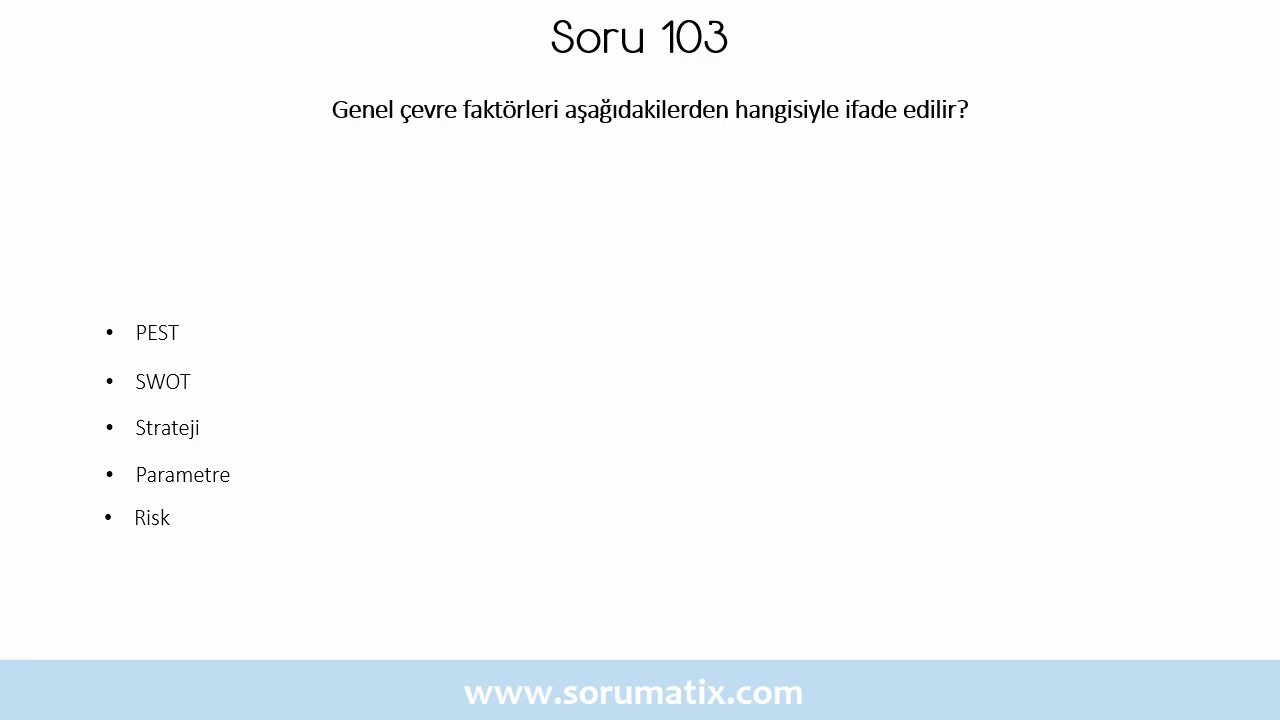 Soru 103
Genel çevre faktörleri aşağıdakilerden hangisiyle ifade edilir?
• PEST
• SWOT
• Strateji
• Parametre
• Risk
www.sorumatix.com